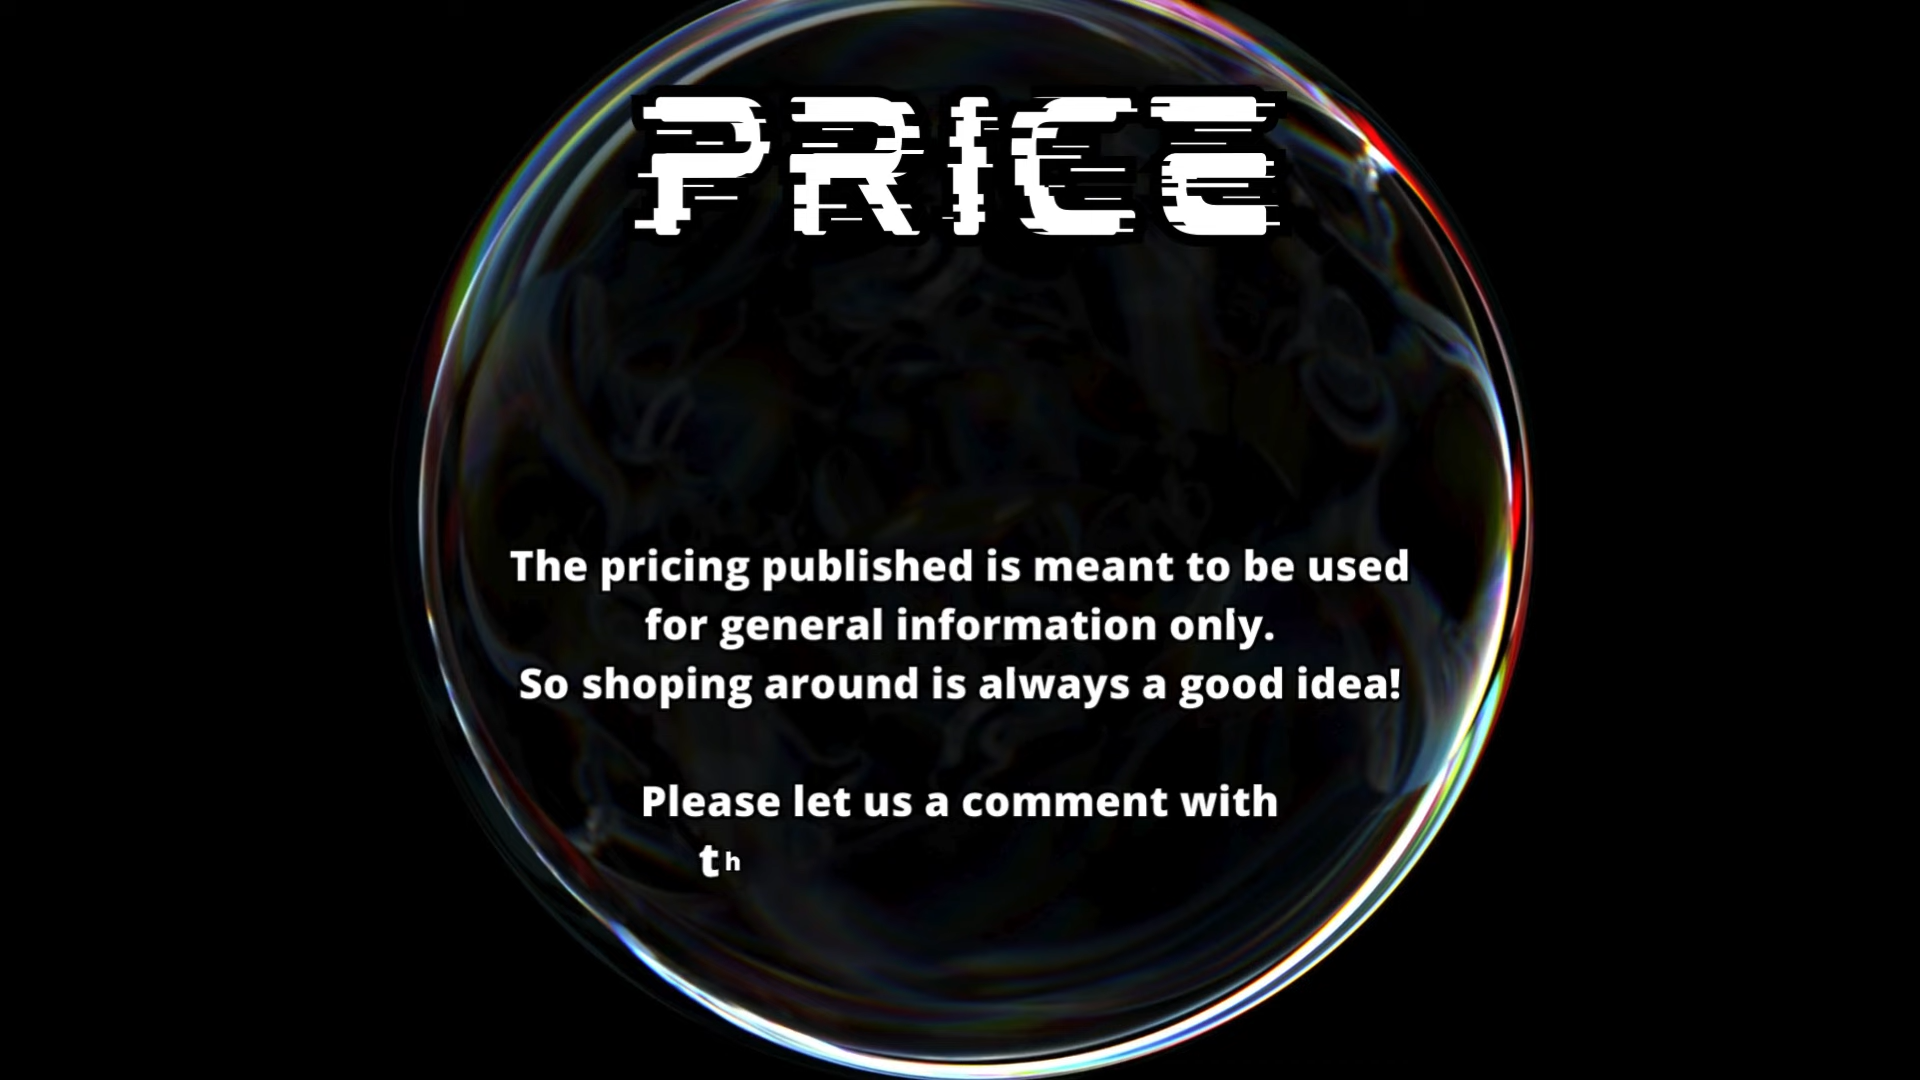 PRICE
The pricing published is meant to be used
for general information only.
So shoping around is always a good idea!
Please let us a comment with
th